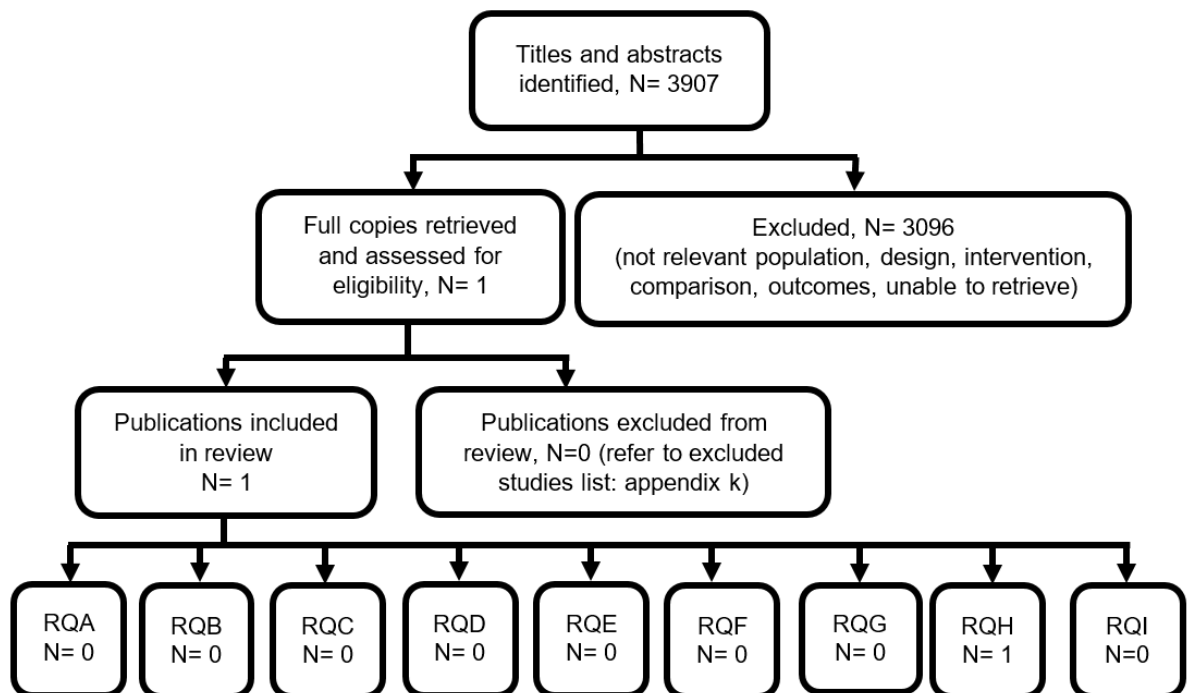 Titles and abstracts
identified, N= 3907
Full copies retrieved
and assessed for
eligibility, N= 1
Excluded, N= 3096
(not relevant population, design, intervention,
comparison, outcomes, unable to retrieve)
Publications included
in review
N= 1
Publications excluded from
review, N=0 (refer to excluded
studies list: appendix k)
RQA
N= 0
RQB
N= 0
RQC
N= 0
RQD
N= 0
RQE
N= 0
RQF
N= 0
RQG
N= 0
RQH
N= 1
RQI
N=0